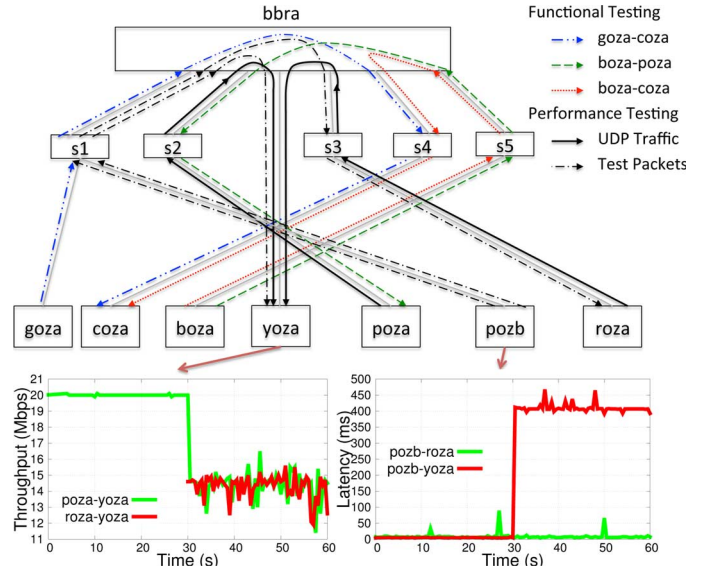 bbra
Functional Testing
goza-coza
boza-poza
boza-coza
Performance Testing
UDP Traffic
Test Packets
s1 s2 s3 s4 s5
goza coza boza yoza poza pozb roza
Throughput (Mbps)
21
20
19
18
17
16
15
14
13
12
11
poza-yoza
roza-yoza
0 10 20 30 40 50 60
Time (s)
Latency (ms)
500
450
400
350
300
250
200
150
100
50
0
pozb-roza
pozb-yoza
0 10 20 30 40 50 60
Time (s)